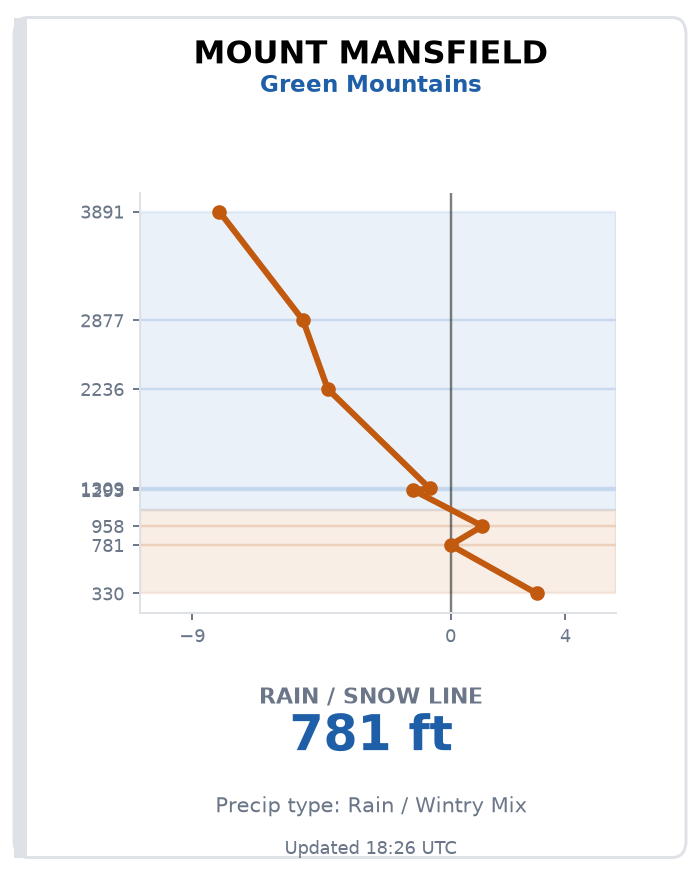 MOUNT MANSFIELD
Green Mountains
3891
2877
2236
958
781
330
−9 0 4
RAIN / SNOW LINE
781 ft
Precip type: Rain / Wintry Mix
Updated 18:26 UTC